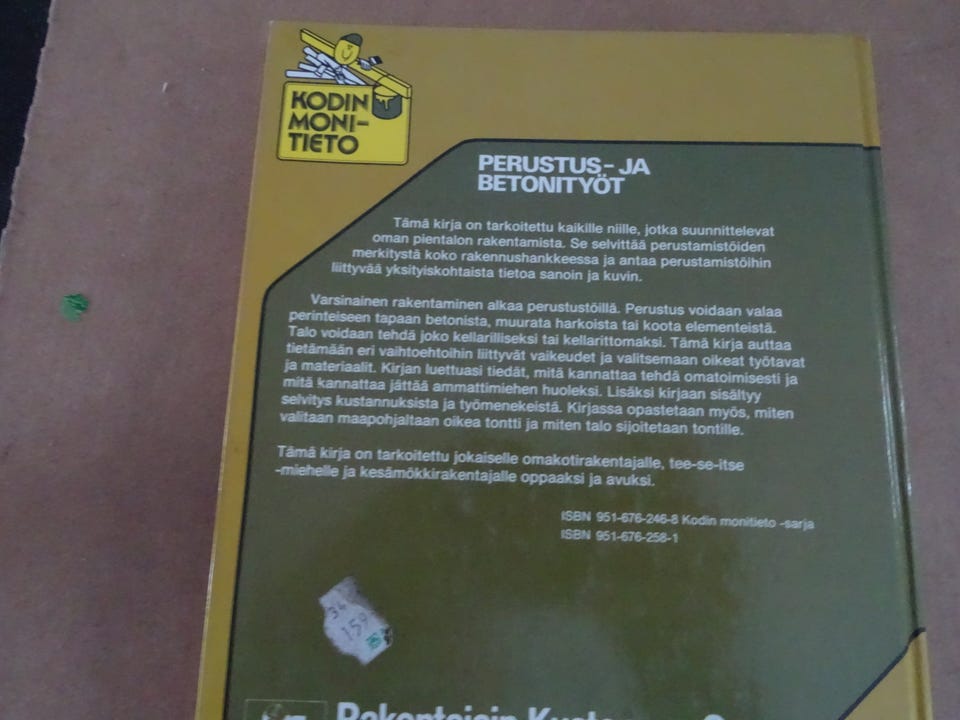 KODIN
MONI-
TIETO
PERUSTUS- JA
BETONITYÖT
Tämä kirja on tarkoitettu kaikille niille, jotka suunnittelevat
oman pientalon rakentamista. Se selvittää perustamistöiden
merkitystä koko rakennushankkeessa ja antaa perustamistöihin
liittyvää yksityiskohtaista tietoa sanoin ja kuvin.
Varsinainen rakentaminen alkaa perustustöillä. Perustus voidaan valaa
perinteiseen tapaan betonista, muurata harkoista tai koota elementeistä.
Talo voidaan tehdä joko kellarilliseksi tai kellarittomaksi. Tämä kirja auttaa
tietämään eri vaihtoehtoihin liittyvät vaikeudet ja valitsemaan oikeat työtavat
ja materiaalit. Kirjan luettuasi tiedät, mitä kannattaa tehdä omatoimisesti ja
mitä kannattaa jättää ammattimiehen huoleksi. Lisäksi kirjaan sisältyy
selvitys kustannuksista ja työmenekeistä. Kirjassa opastetaan myös, miten
valitaan maapohjaltaan oikea tontti ja miten talo sijoitetaan tontille.
Tämä kirja on tarkoitettu jokaiselle omakotirakentajalle, tee-se-itse
-miehelle ja kesämökkirakentajalle oppaaksi ja avuksi.
ISBN 951-676-246-8 Kodin monitieto -sarja
ISBN 951-676-258-1
34
159
Rakentajain